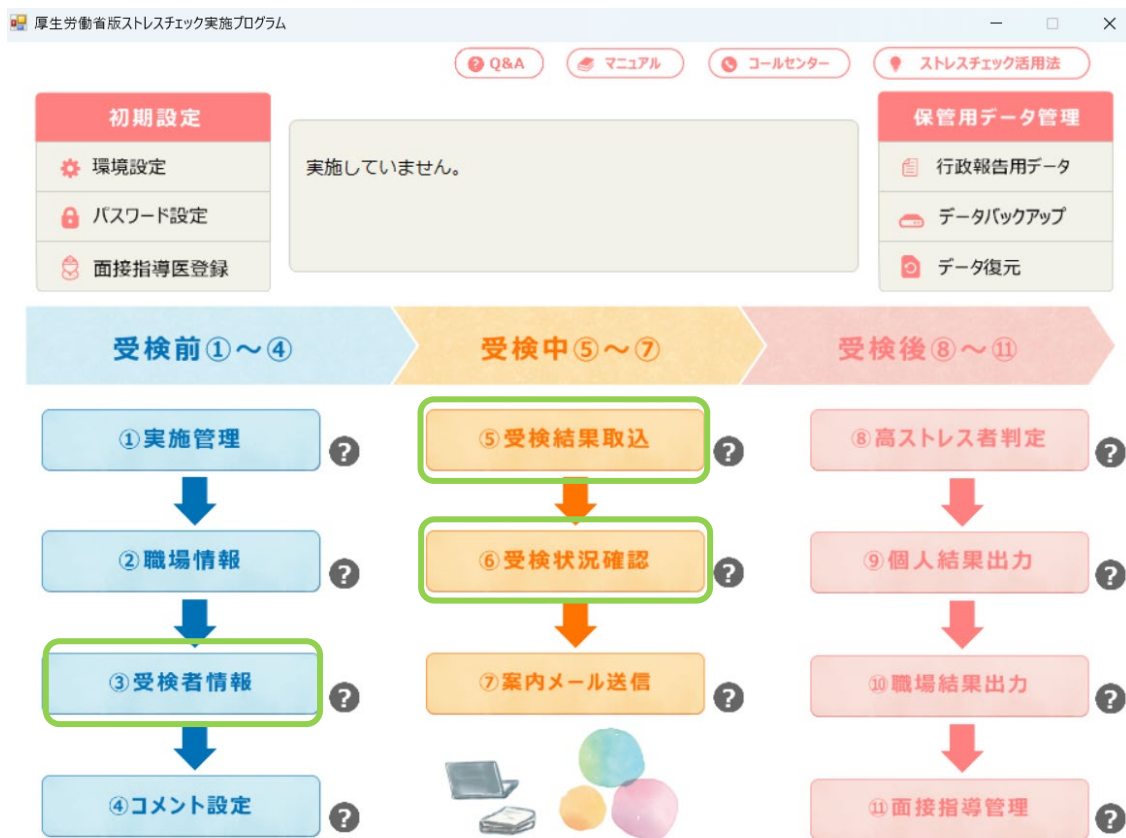 厚生労働省版ストレスチェック実施プログラム
Q&A
マニュアル
コールセンター
ストレスチェック活用法
初期設定
環境設定
パスワード設定
面接指導医登録
実施していません。
保管用データ管理
行政報告用データ
データバックアップ
データ復元
受検前①～④
受検中⑤～⑦
受検後⑧～⑪
①実施管理
?
⑤受検結果取込
?
⑧高ストレス者判定
?
②職場情報
?
⑥受検状況確認
?
⑨個人結果出力
?
③受検者情報
?
⑦案内メール送信
?
⑩職場結果出力
?
④コメント設定
?
⑪面接指導管理
?